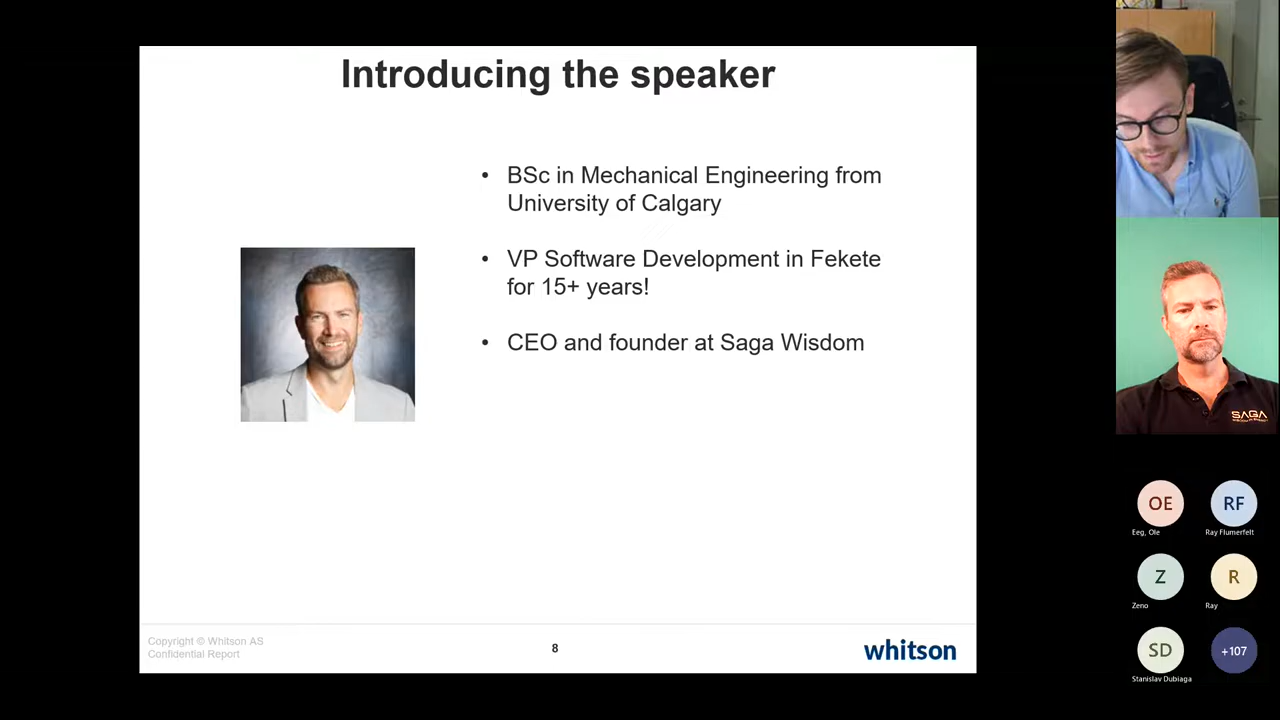 Introducing the speaker
• BSc in Mechanical Engineering from
University of Calgary
• VP Software Development in Fekete
for 15+ years!
• CEO and founder at Saga Wisdom
Copyright © Whitson AS
Confidential Report
8
whitson
SAGA
OE
RF
Eeg, Ole
Ray Flumerfelt
Z
R
Zeno
Ray
SD
+107
Stanislav Dubiaga